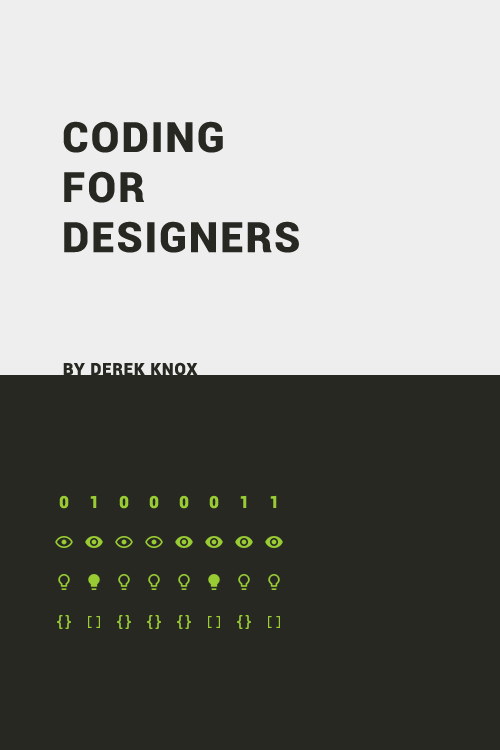 CODING
FOR
DESIGNERS
BY DEREK KNOX
0 1 0 0 0 0 1 1
{} [] {} {} {} [] {} []